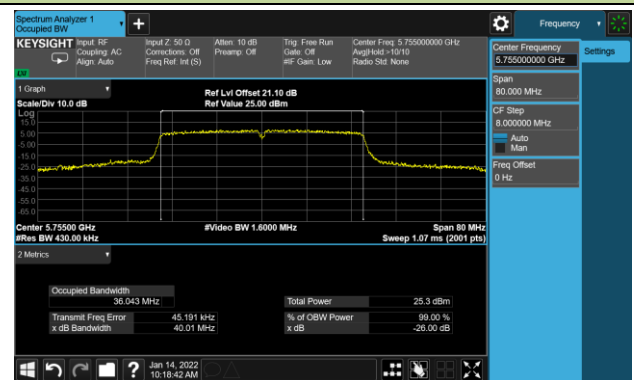 Spectrum Analyzer 1
Occupied BW
+
Frequency
KEYSIGHT
Input: RF
Coupling: AC
Align: Auto
Input Z: 50 Ω
Corrections: Off
Freq Ref: Int (S)
Atten: 10 dB
Preamp: Off
Trig: Free Run
Gate: Off
#IF Gain: Low
Center Freq: 5.755000000 GHz
Avg|Hold:>10/10
Radio Std: None
Center Frequency
5.755000000 GHz
Settings
Span
80.000 MHz
CF Step
8.000000 MHz
Auto
Man
Freq Offset
0 Hz
1 Graph
Scale/Div 10.0 dB
Ref Lvl Offset 21.10 dB
Ref Value 25.00 dBm
Log
15.0
5.00
-5.00
-15.0
-25.0
-35.0
-45.0
-55.0
-65.0
Center 5.75500 GHz
#Res BW 430.00 kHz
#Video BW 1.6000 MHz
Span 80 MHz
Sweep 1.07 ms (2001 pts)
2 Metrics
Occupied Bandwidth
36.043 MHz
Total Power 25.3 dBm
Transmit Freq Error 45.191 kHz
% of OBW Power 99.00 %
x dB Bandwidth 40.01 MHz
x dB -26.00 dB
?
Jan 14, 2022
10:18:42 AM